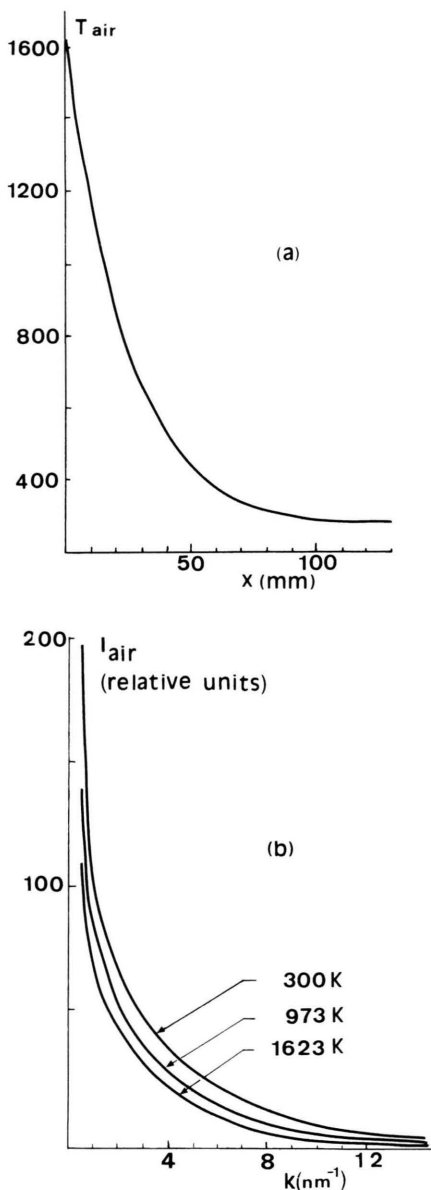 T air
1600
1200
(a)
800
400
50
100
X (mm)
200
I air
(relative units)
(b)
100
300 K
973 K
1623 K
4
8
12
k(nm⁻¹)